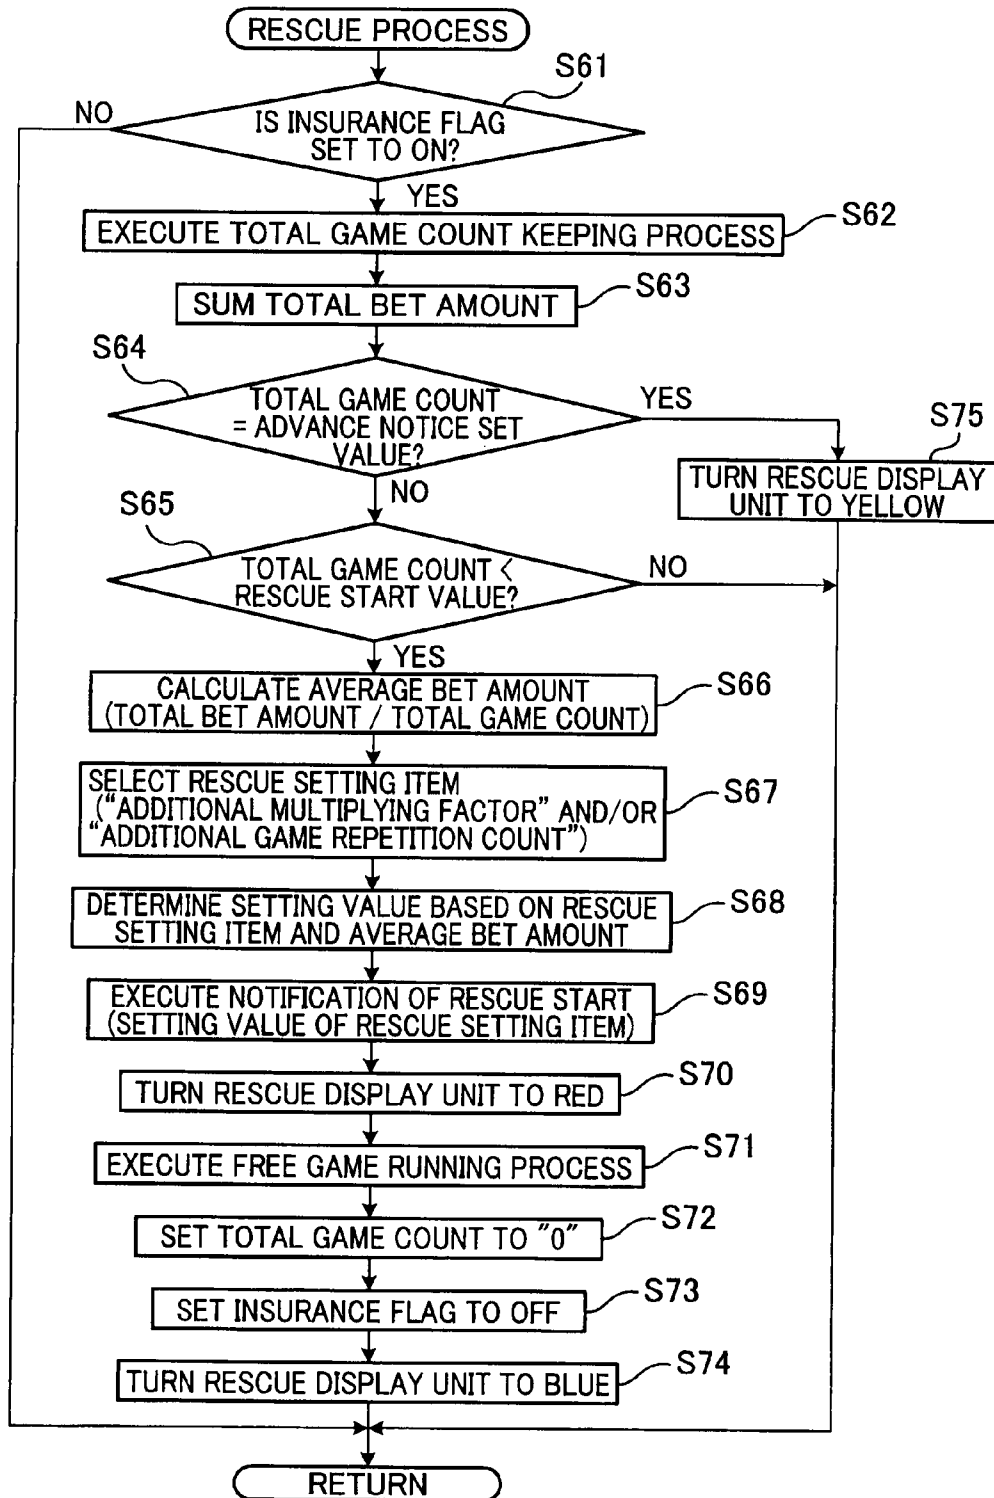 RESCUE PROCESS
S61
NO
IS INSURANCE FLAG
SET TO ON?
YES
S62
EXECUTE TOTAL GAME COUNT KEEPING PROCESS
S63
SUM TOTAL BET AMOUNT
S64
TOTAL GAME COUNT
= ADVANCE NOTICE SET
VALUE?
YES
S75
TURN RESCUE DISPLAY
UNIT TO YELLOW
NO
S65
TOTAL GAME COUNT <
RESCUE START VALUE?
NO
YES
S66
CALCULATE AVERAGE BET AMOUNT
(TOTAL BET AMOUNT / TOTAL GAME COUNT)
S67
SELECT RESCUE SETTING ITEM
("ADDITIONAL MULTIPLYING FACTOR" AND/OR
"ADDITIONAL GAME REPETITION COUNT")
S68
DETERMINE SETTING VALUE BASED ON RESCUE
SETTING ITEM AND AVERAGE BET AMOUNT
S69
EXECUTE NOTIFICATION OF RESCUE START
(SETTING VALUE OF RESCUE SETTING ITEM)
S70
TURN RESCUE DISPLAY UNIT TO RED
S71
EXECUTE FREE GAME RUNNING PROCESS
S72
SET TOTAL GAME COUNT TO "0"
S73
SET INSURANCE FLAG TO OFF
S74
TURN RESCUE DISPLAY UNIT TO BLUE
RETURN